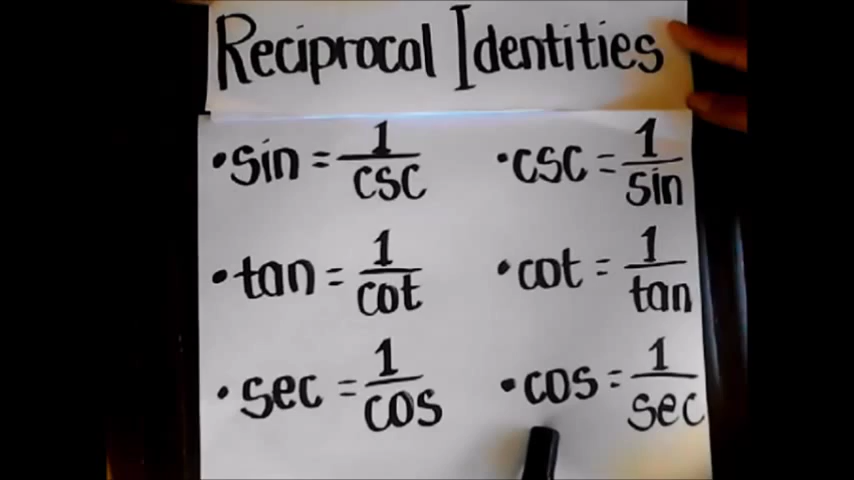 Reciprocal Identities
• sin = 1/csc • csc = 1/sin
• tan = 1/cot • cot = 1/tan
• sec = 1/cos • cos = 1/sec